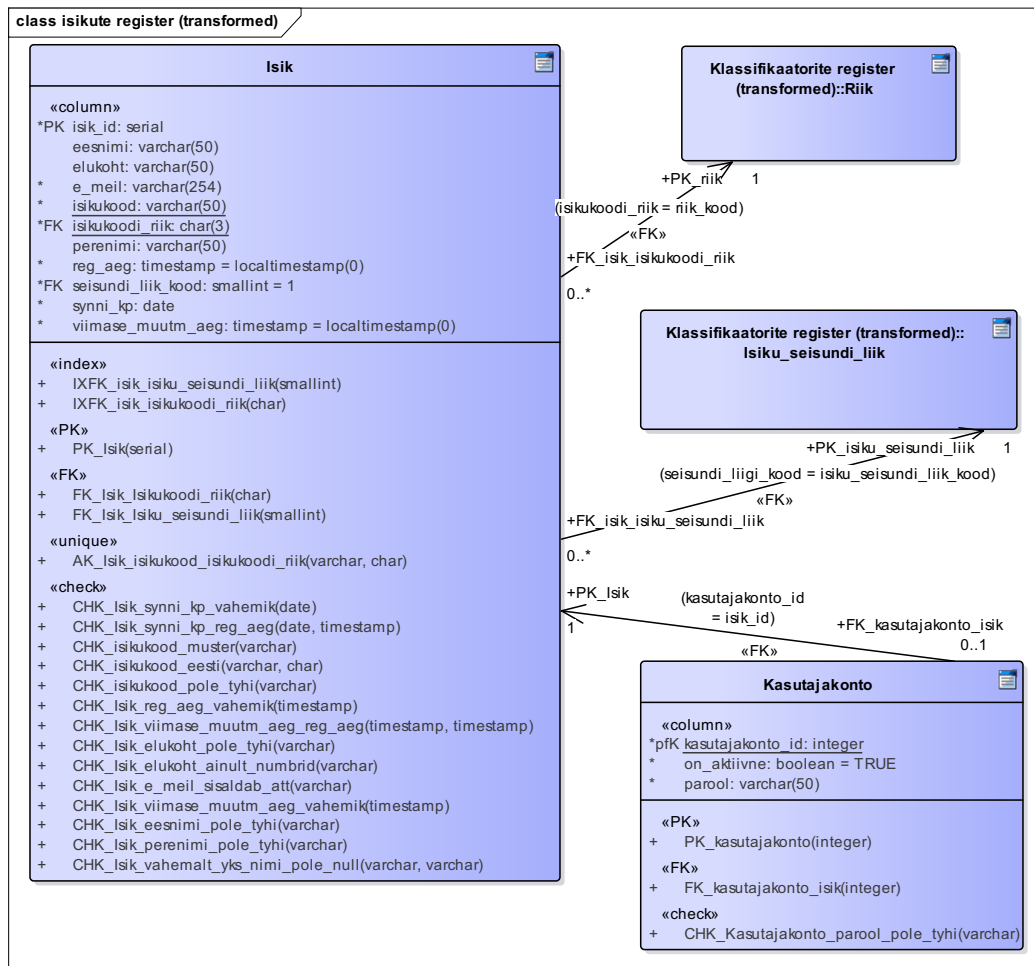 class isikute register (transformed)
Isik
«column»
*PK isik_id: serial
eesnimi: varchar(50)
elukoht: varchar(50)
* e_meil: varchar(254)
* isikukood: varchar(50)
*FK isikukoodi_riik: char(3)
perenimi: varchar(50)
* reg_aeg: timestamp = localtimestamp(0)
*FK seisundi_liik_kood: smallint = 1
* synni_kp: date
* viimase_muutm_aeg: timestamp = localtimestamp(0)
«index»
+ IXFK_isik_isiku_seisundi_liik(smallint)
+ IXFK_isik_isikukoodi_riik(char)
«PK»
+ PK_Isik(serial)
«FK»
+ FK_Isik_Isikukoodi_riik(char)
+ FK_Isik_Isiku_seisundi_liik(smallint)
«unique»
+ AK_Isik_isikukood_isikukoodi_riik(varchar, char)
«check»
+ CHK_Isik_synni_kp_vahemik(date)
+ CHK_Isik_synni_kp_reg_aeg(date, timestamp)
+ CHK_isikukood_muster(varchar)
+ CHK_isikukood_eesti(varchar, char)
+ CHK_isikukood_pole_tyhi(varchar)
+ CHK_Isik_reg_aeg_vahemik(timestamp)
+ CHK_Isik_viimase_muutm_aeg_reg_aeg(timestamp, timestamp)
+ CHK_Isik_elukoht_pole_tyhi(varchar)
+ CHK_Isik_elukoht_ainult_numbrid(varchar)
+ CHK_Isik_e_meil_sisaldab_att(varchar)
+ CHK_Isik_viimase_muutm_aeg_vahemik(timestamp)
+ CHK_Isik_eesnimi_pole_tyhi(varchar)
+ CHK_Isik_perenimi_pole_tyhi(varchar)
+ CHK_Isik_vahemalt_yks_nimi_pole_null(varchar, varchar)
Klassifikaatorite register
(transformed)::Riik
+PK_riik 1
(isikukoodi_riik = riik_kood)
«FK»
+FK_isik_isikukoodi_riik
0..*
Klassifikaatorite register (transformed)::
Isiku_seisundi_liik
+PK_isiku_seisundi_liik 1
(seisundi_liigi_kood = isiku_seisundi_liik_kood)
«FK»
+FK_isik_isiku_seisundi_liik
0..*
+PK_Isik
1
(kasutajakonto_id
= isik_id)
+FK_kasutajakonto_isik
0..1
«FK»
Kasutajakonto
«column»
*pfK kasutajakonto_id: integer
* on_aktiivne: boolean = TRUE
* parool: varchar(50)
«PK»
+ PK_kasutajakonto(integer)
«FK»
+ FK_kasutajakonto_isik(integer)
«check»
+ CHK_Kasutajakonto_parool_pole_tyhi(varchar)